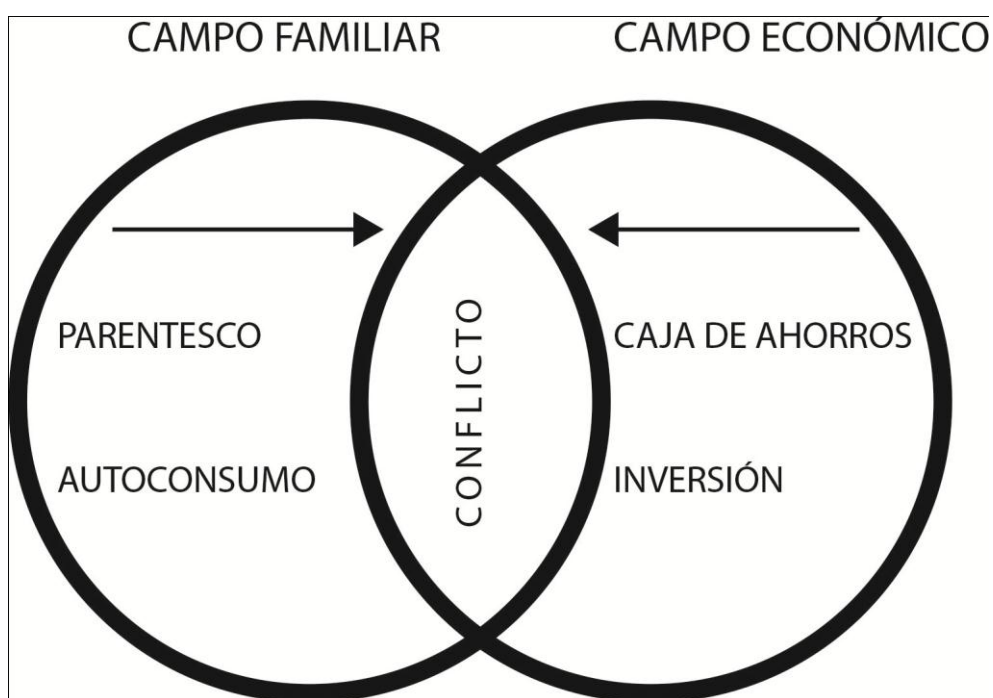 CAMPO FAMILIAR
CAMPO ECONÓMICO
PARENTESCO
AUTOCONSUMO
CONFLICTO
CAJA DE AHORROS
INVERSIÓN